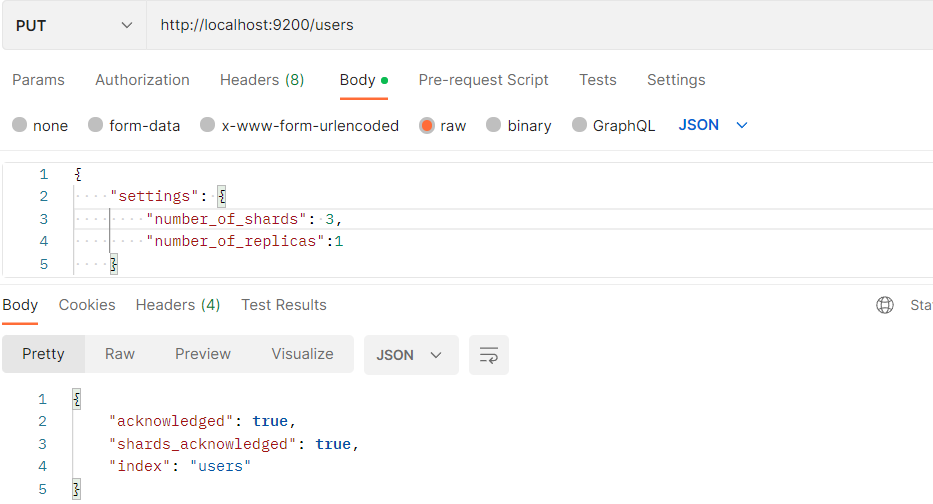 PUT http://localhost:9200/users
Params Authorization Headers (8) Body Pre-request Script Tests Settings
none form-data x-www-form-urlencoded raw binary GraphQL JSON
1 {
2 "settings": {
3 "number_of_shards": 3,
4 "number_of_replicas":1
5 }
Body Cookies Headers (4) Test Results Sta
Pretty Raw Preview Visualize JSON
1 {
2 "acknowledged": true,
3 "shards_acknowledged": true,
4 "index": "users"
5 }